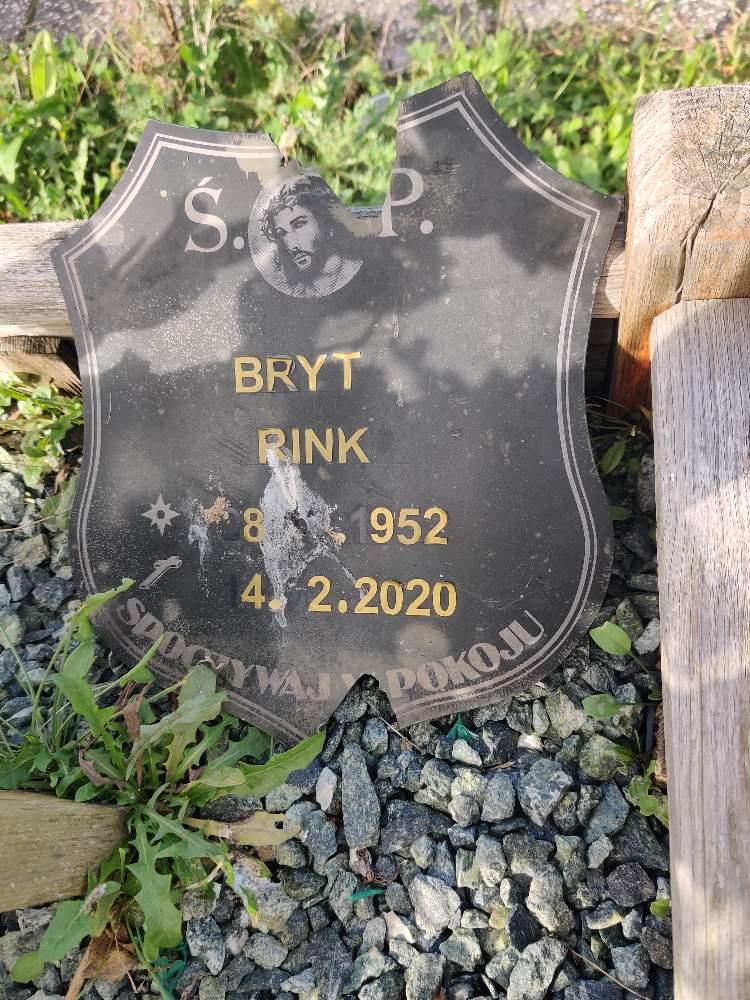 Ś. P.
BRYT
RINK
8 1952
4. 2.2020
SPOCZYWAJ W POKOJU